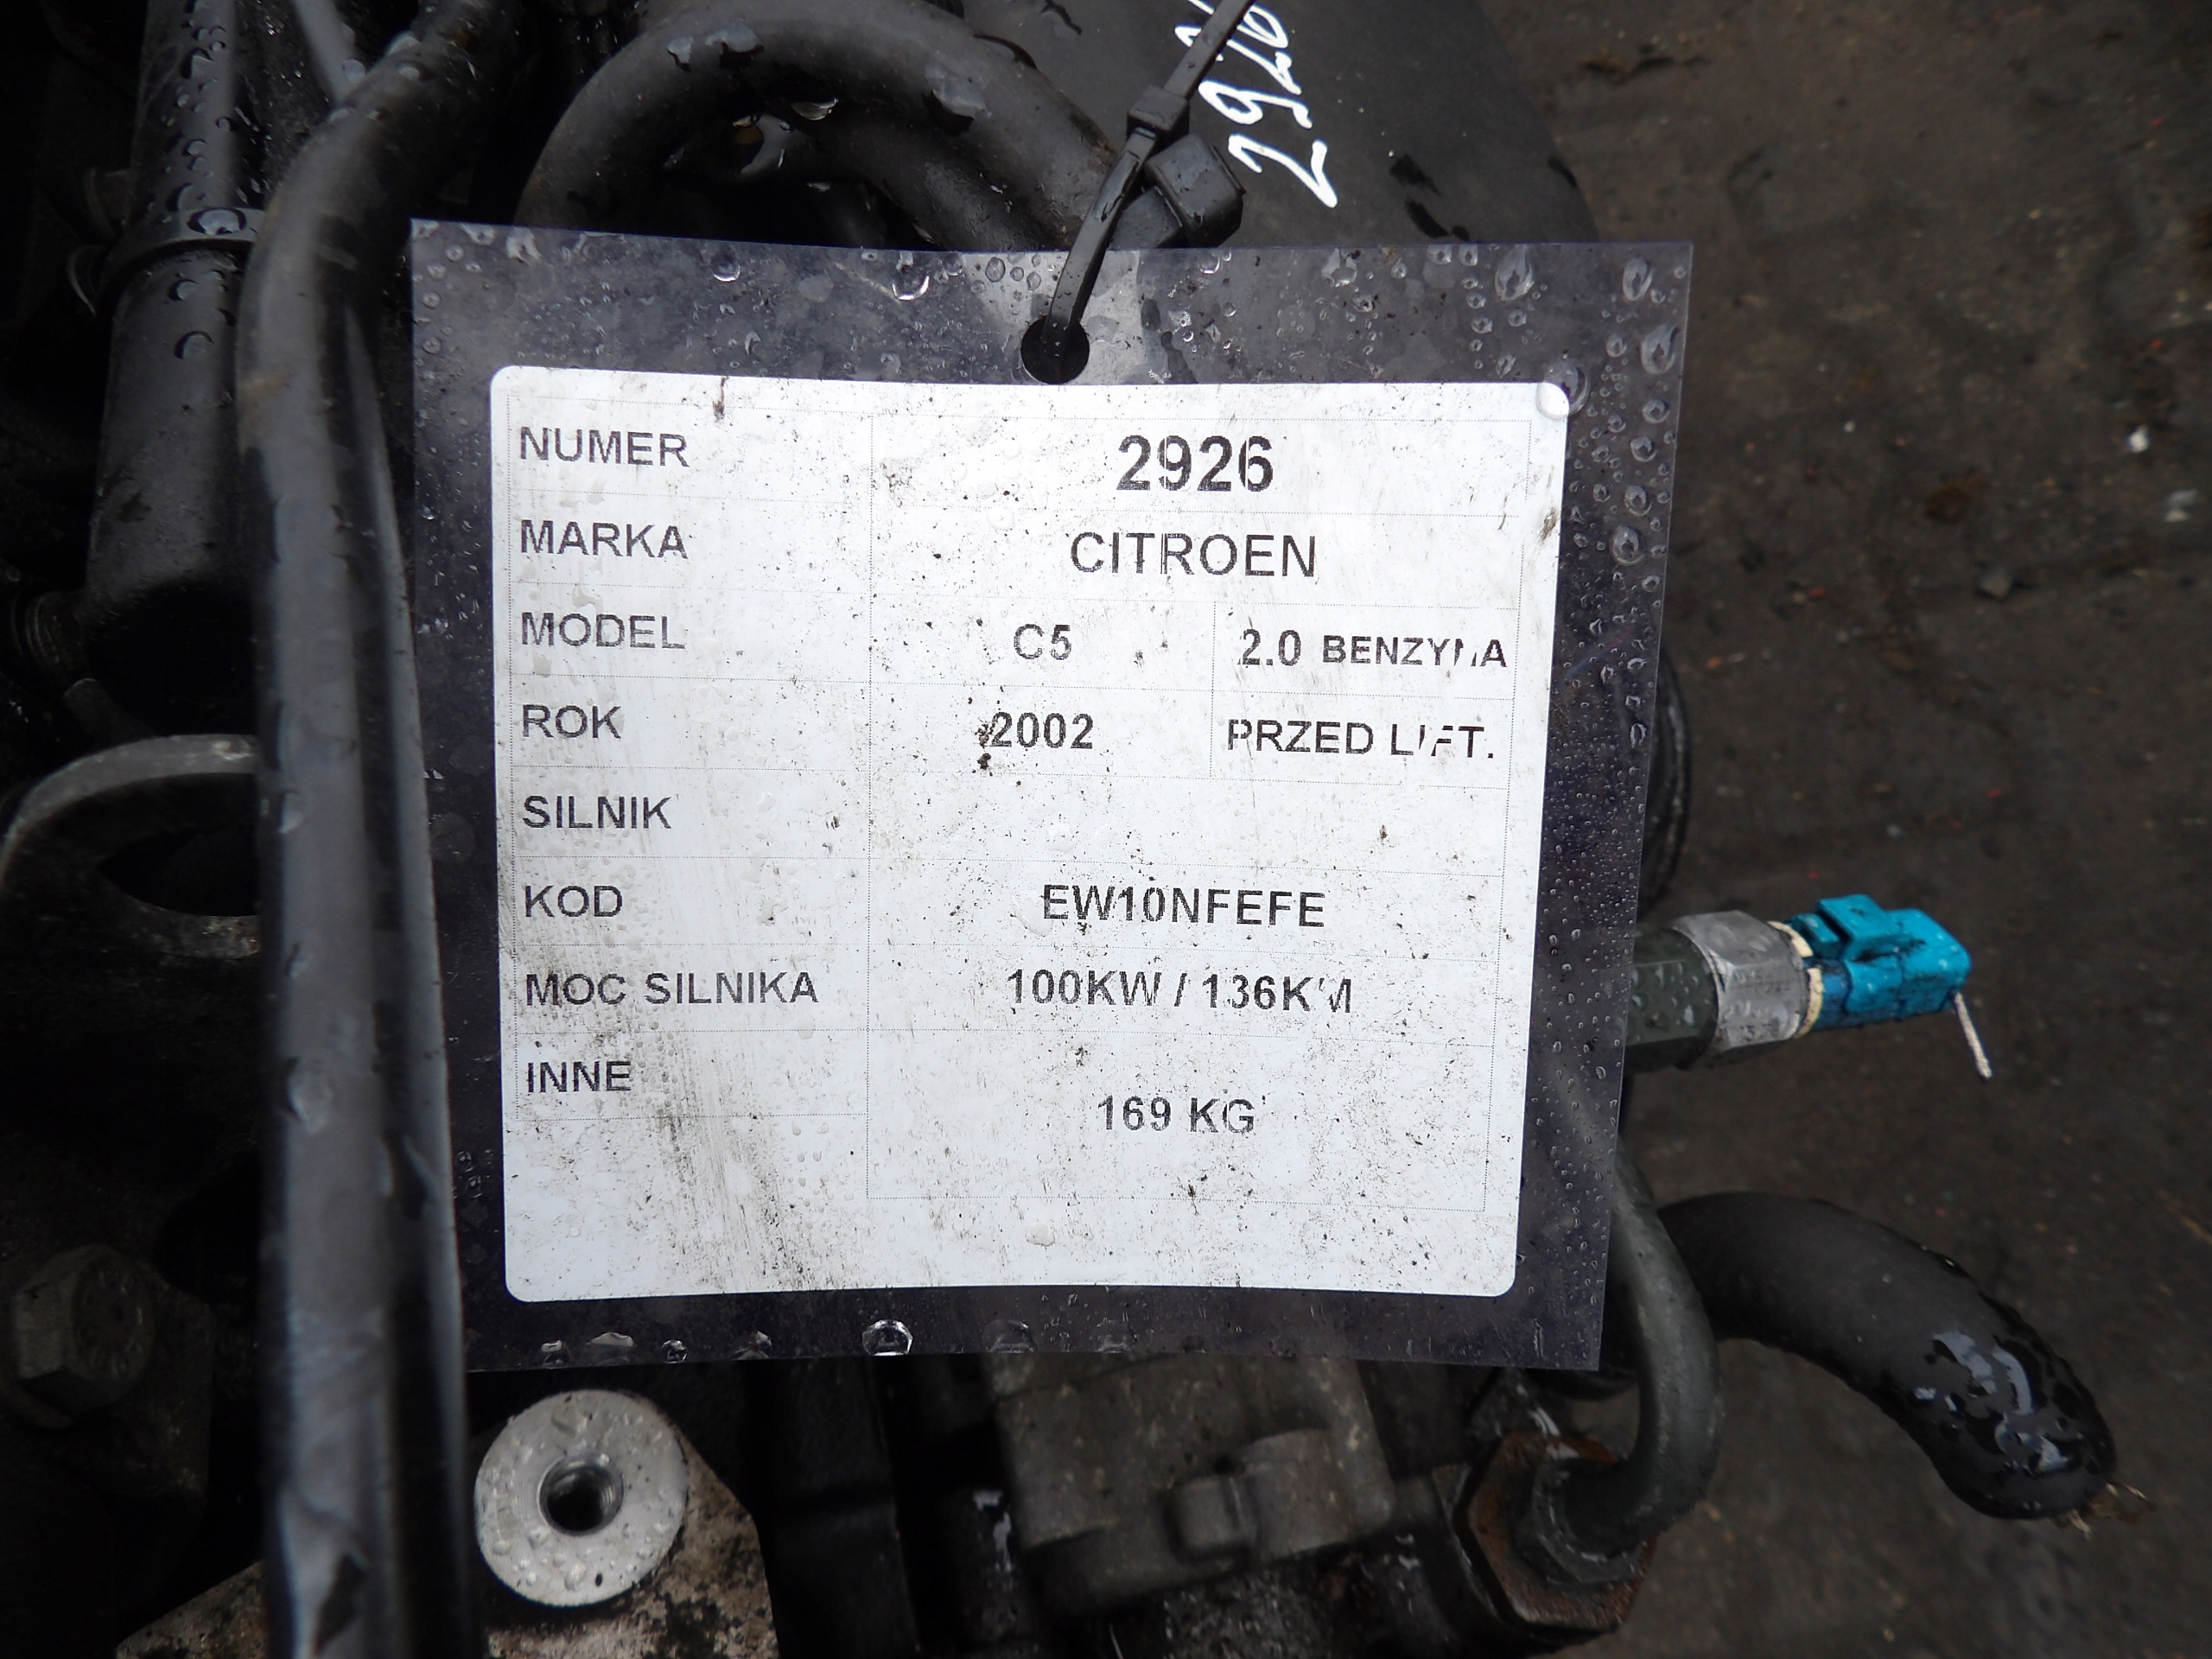 2926
NUMER 2926
MARKA CITROEN
MODEL C5 2.0 BENZYNA
ROK 2002 PRZED LIFT.
SILNIK
KOD EW10NFEFE
MOC SILNIKA 100KW / 136KM
INNE
169 KG